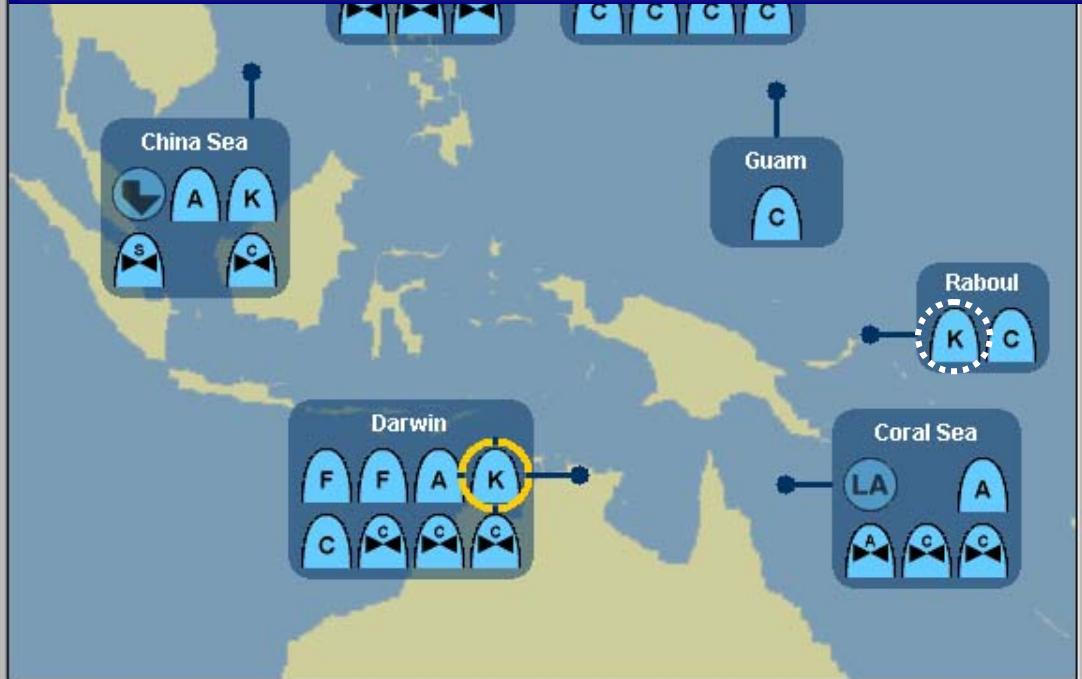 C C C C
China Sea
A K
S C
Guam
C
Raboul
K C
Darwin
F F A K
C C C C
Coral Sea
LA A
A C C